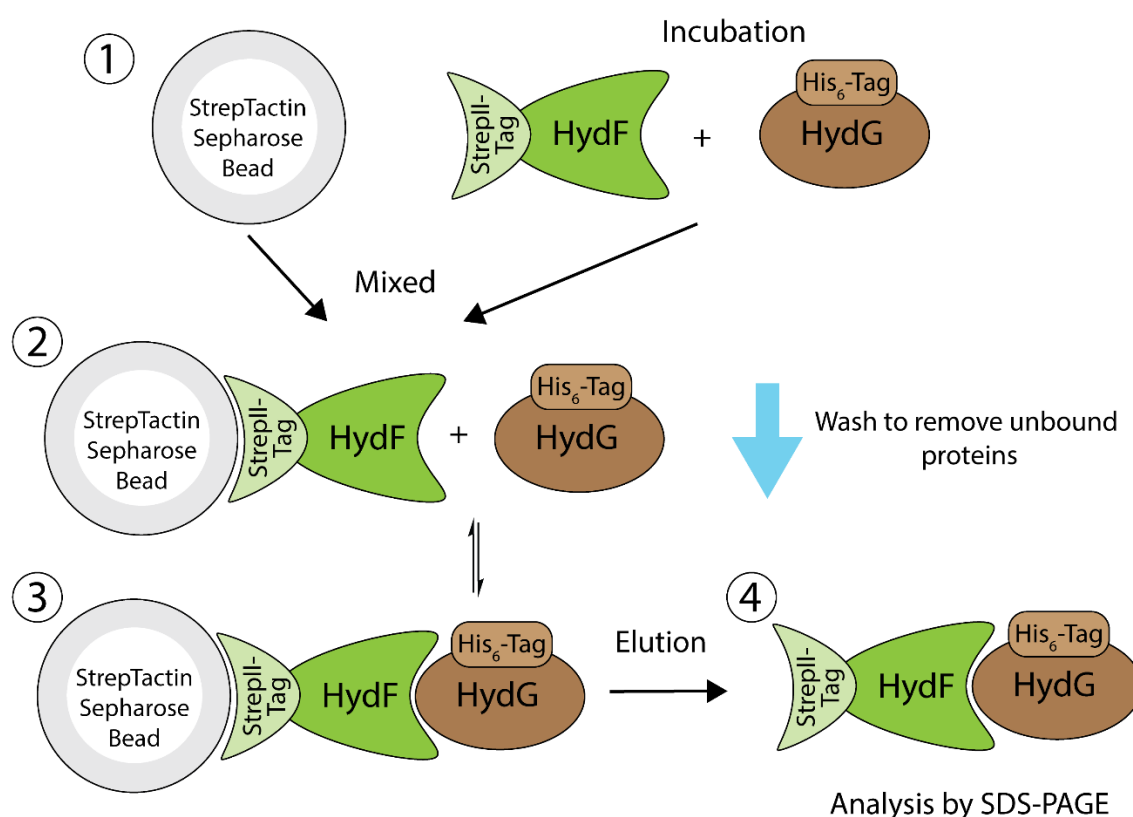 Incubation
1
StrepTactin
Sepharose
Bead
StrepII-
Tag
HydF
+
His₆-Tag
HydG
Mixed
2
StrepTactin
Sepharose
Bead
StrepII-
Tag
HydF
+
His₆-Tag
HydG
Wash to remove unbound
proteins
3
StrepTactin
Sepharose
Bead
StrepII-
Tag
HydF
His₆-Tag
HydG
Elution
4
StrepII-
Tag
HydF
His₆-Tag
HydG
Analysis by SDS-PAGE